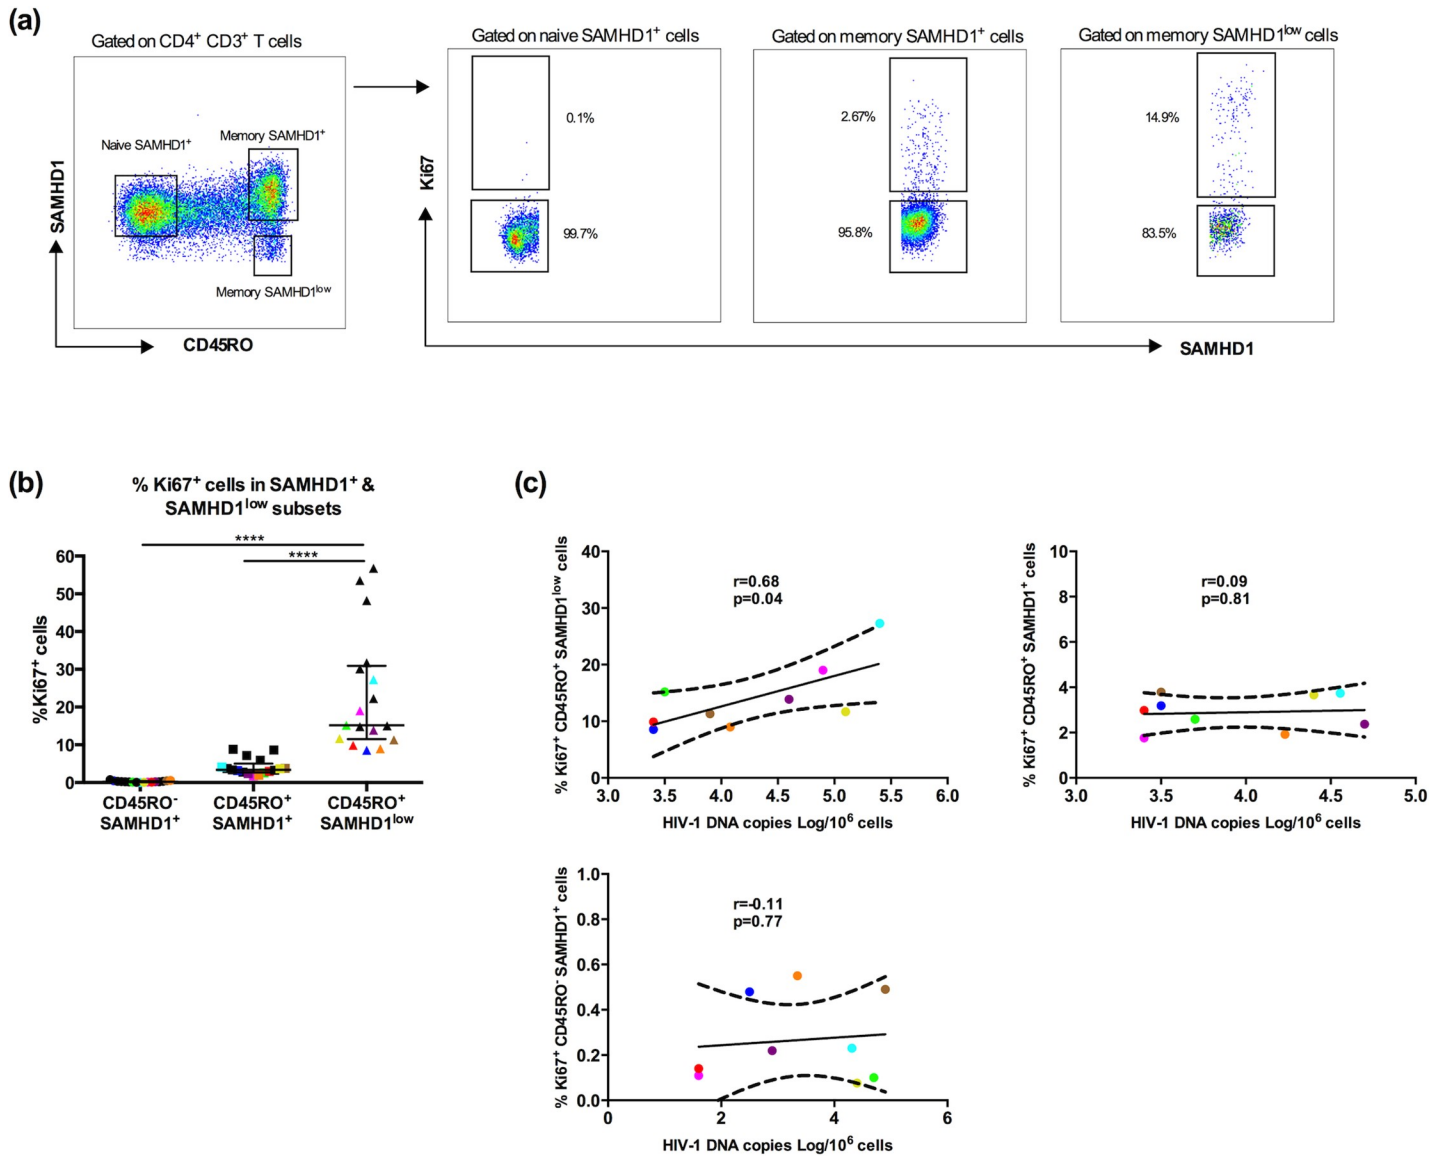 (a)
Gated on CD4⁺ CD3⁺ T cells
Gated on naive SAMHD1⁺ cells
Gated on memory SAMHD1⁺ cells
Gated on memory SAMHD1ˡᵒʷ cells
Naive SAMHD1⁺
Memory SAMHD1⁺
Memory SAMHD1ˡᵒʷ
SAMHD1
CD45RO
Ki67
0.1%
99.7%
2.67%
95.8%
14.9%
83.5%
SAMHD1
(b)
% Ki67⁺ cells in SAMHD1⁺ &
SAMHD1ˡᵒʷ subsets
****
****
%Ki67⁺ cells
60
50
40
30
20
10
0
CD45RO⁻
SAMHD1⁺
CD45RO⁺
SAMHD1⁺
CD45RO⁺
SAMHD1ˡᵒʷ
(c)
% Ki67⁺ CD45RO⁺ SAMHD1ˡᵒʷ cells
40
30
20
10
0
r=0.68
p=0.04
3.0 3.5 4.0 4.5 5.0 5.5 6.0
HIV-1 DNA copies Log/10⁶ cells
% Ki67⁺ CD45RO⁺ SAMHD1⁺ cells
10
8
6
4
2
0
r=0.09
p=0.81
3.0 3.5 4.0 4.5 5.0
HIV-1 DNA copies Log/10⁶ cells
% Ki67⁺ CD45RO⁻ SAMHD1⁺ cells
1.0
0.8
0.6
0.4
0.2
0.0
r=-0.11
p=0.77
0 2 4 6
HIV-1 DNA copies Log/10⁶ cells